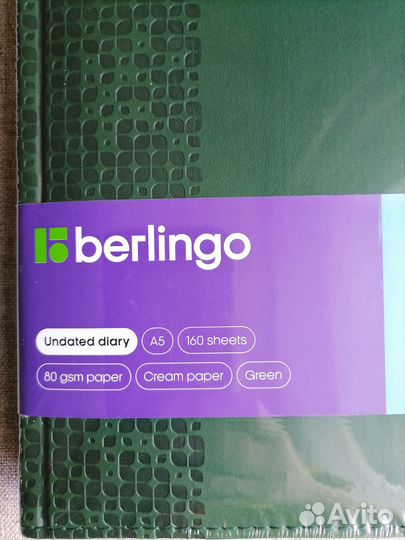 berlingo
Undated diary A5 160 sheets
80 gsm paper Cream paper Green
Avito